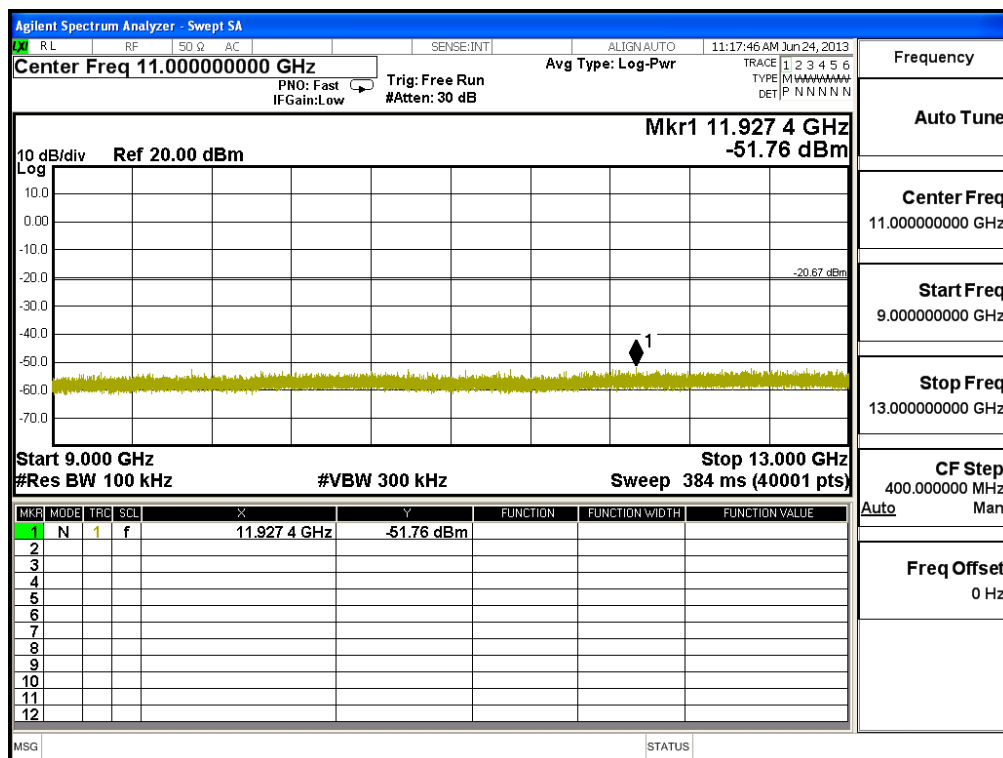 Agilent Spectrum Analyzer - Swept SA
LXI RL RF 50 Ω AC SENSE:INT ALIGN AUTO 11:17:46 AM Jun 24, 2013
Center Freq 11.000000000 GHz
PNO: Fast
IFGain:Low
Trig: Free Run
#Atten: 30 dB
Avg Type: Log-Pwr
TRACE 1 2 3 4 5 6
TYPE M WWWWW
DET P N N N N N
Mkr1 11.927 4 GHz
-51.76 dBm
10 dB/div Ref 20.00 dBm
Log
10.0
0.00
-10.0
-20.0
-20.67 dBm
-30.0
-40.0
1
-50.0
-60.0
-70.0
Start 9.000 GHz Stop 13.000 GHz
#Res BW 100 kHz #VBW 300 kHz Sweep 384 ms (40001 pts)
MKR MODE TRC SCL X Y FUNCTION FUNCTION WIDTH FUNCTION VALUE
1 N 1 f 11.927 4 GHz -51.76 dBm
2
3
4
5
6
7
8
9
10
11
12
MSG STATUS
Frequency
Auto Tune
Center Freq
11.000000000 GHz
Start Freq
9.000000000 GHz
Stop Freq
13.000000000 GHz
CF Step
400.000000 MHz
Auto Man
Freq Offset
0 Hz